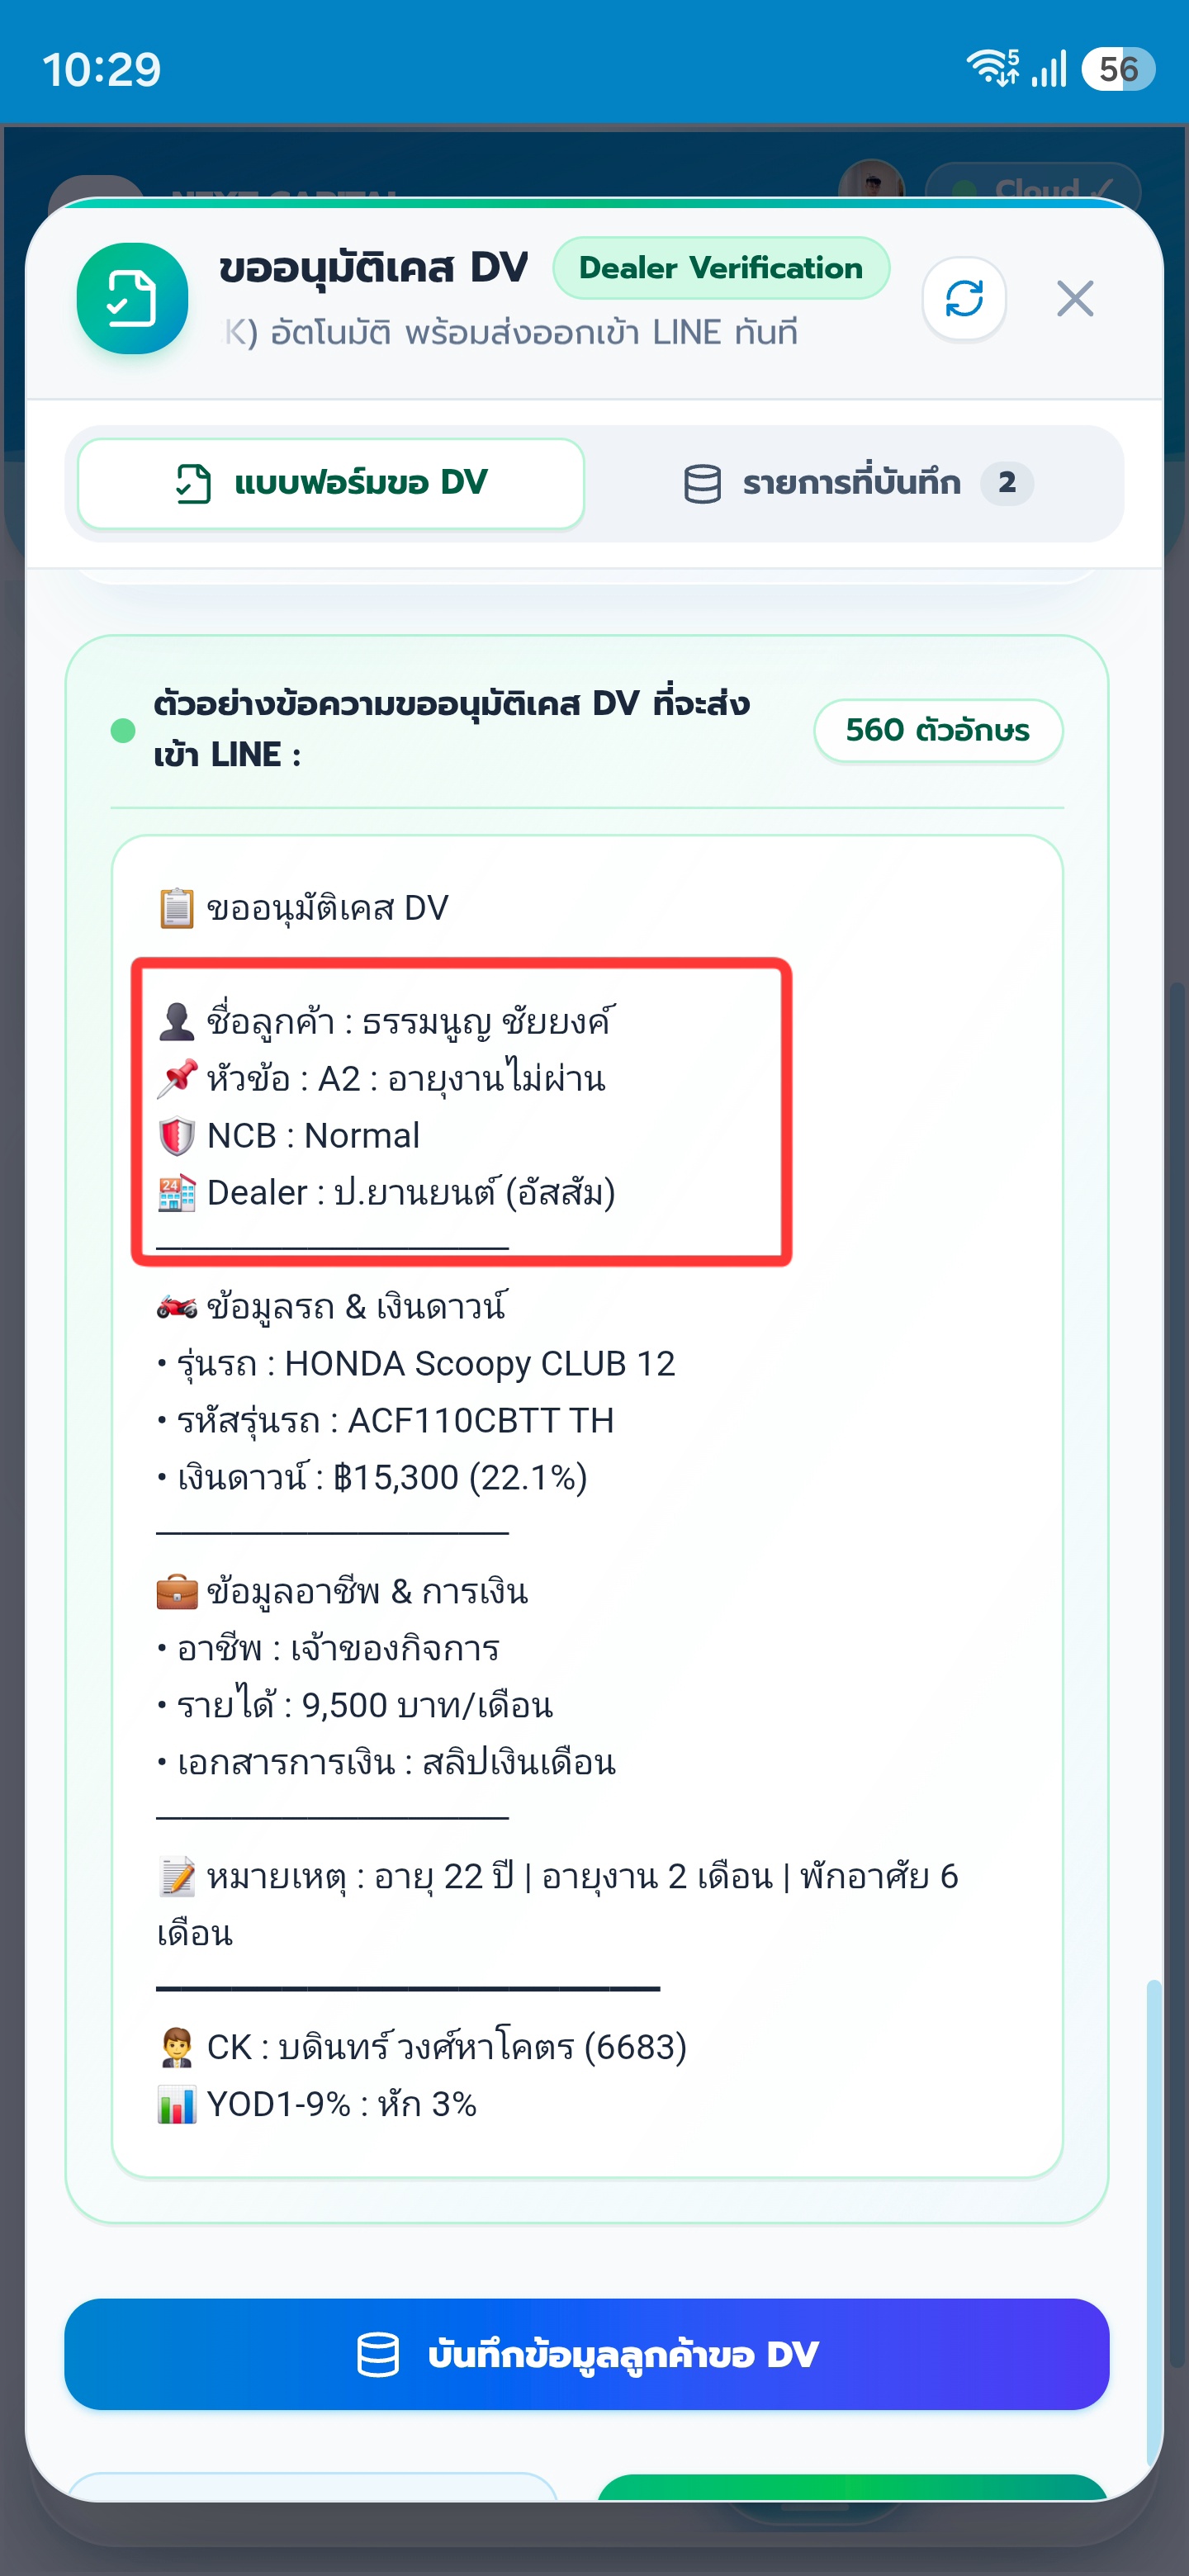 10:29
5
56
NEXT CAPITAL
Cloud ✓
ขออนุมัติเคส DV
Dealer Verification
K) อัตโนมัติ พร้อมส่งออกเข้า LINE ทันที
แบบฟอร์มขอ DV
รายการที่บันทึก 2
ตัวอย่างข้อความขออนุมัติเคส DV ที่จะส่ง
เข้า LINE :
560 ตัวอักษร
📋 ขออนุมัติเคส DV
👤 ชื่อลูกค้า : ธรรมนูญ ชัยยงค์
📌 หัวข้อ : A2 : อายุงานไม่ผ่าน
🛡️ NCB : Normal
🏪 Dealer : ป.ยานยนต์ (อัสสัม)
🏍️ ข้อมูลรถ & เงินดาวน์
• รุ่นรถ : HONDA Scoopy CLUB 12
• รหัสรุ่นรถ : ACF110CBTT TH
• เงินดาวน์ : ฿15,300 (22.1%)
💼 ข้อมูลอาชีพ & การเงิน
• อาชีพ : เจ้าของกิจการ
• รายได้ : 9,500 บาท/เดือน
• เอกสารการเงิน : สลิปเงินเดือน
📝 หมายเหตุ : อายุ 22 ปี | อายุงาน 2 เดือน | พักอาศัย 6
เดือน
👨‍💼 CK : บดินทร์ วงศ์หาโคตร (6683)
📊 YOD1-9% : หัก 3%
บันทึกข้อมูลลูกค้าขอ DV